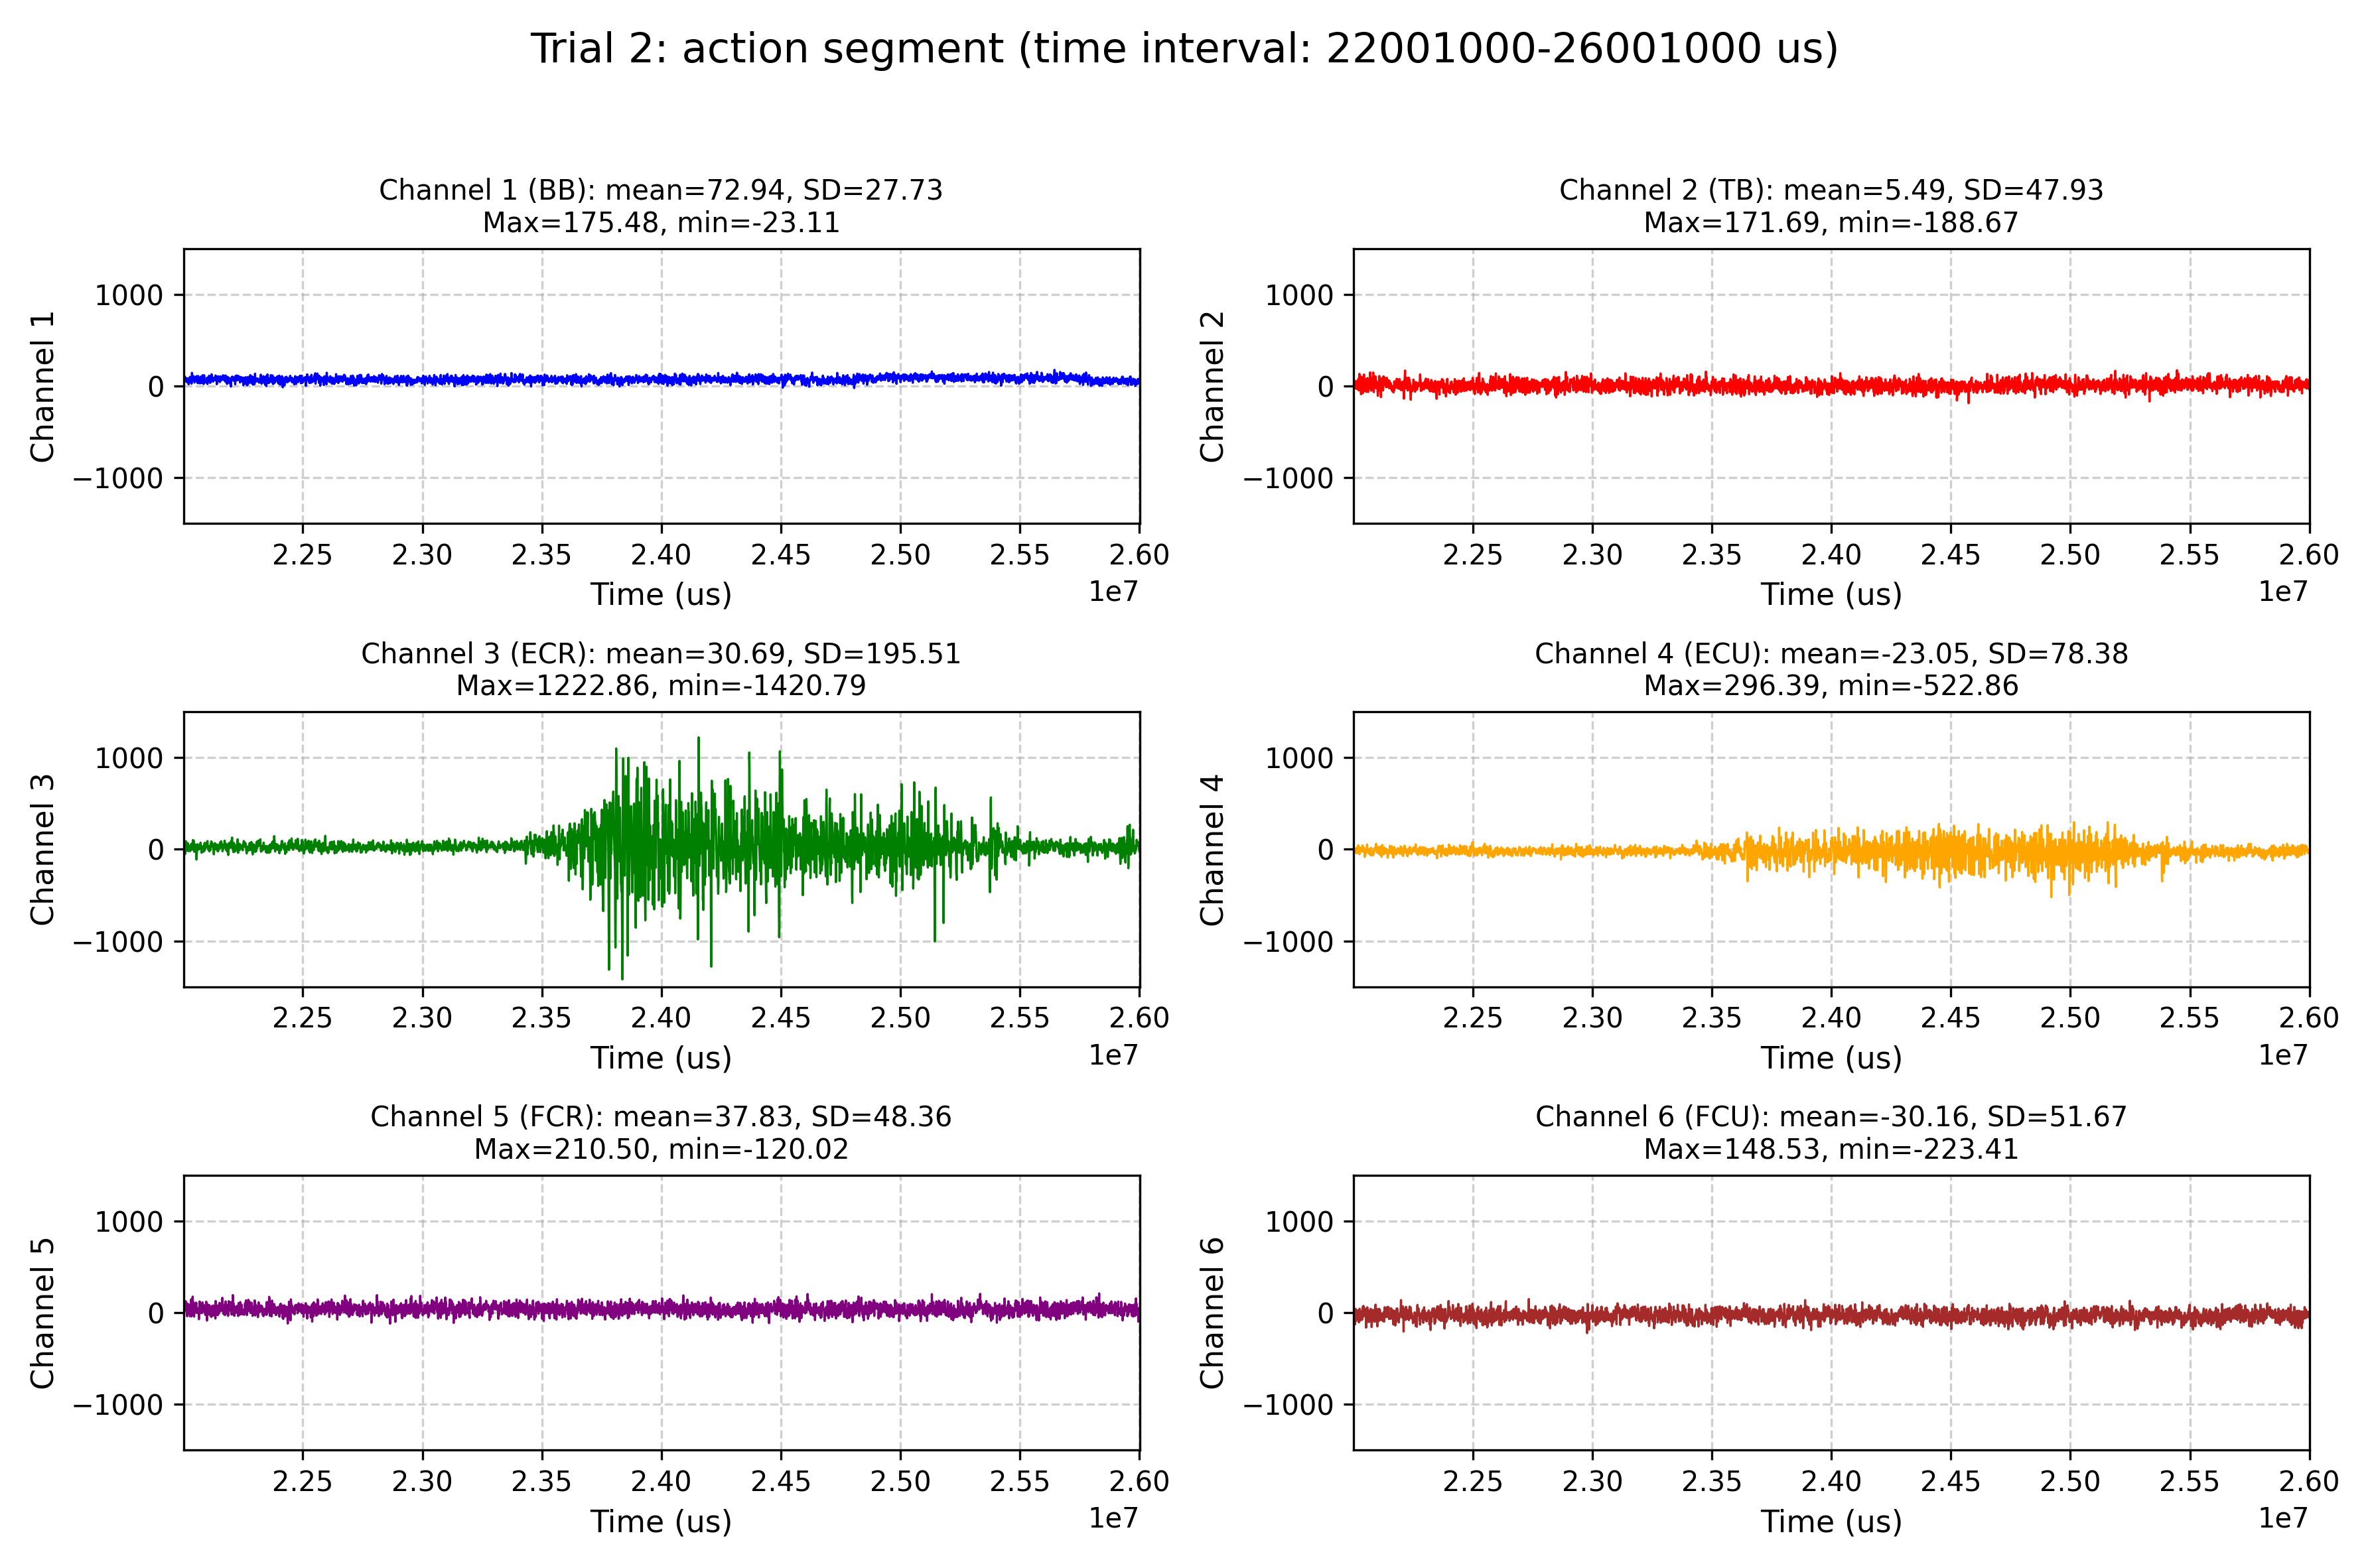 Trial 2: action segment (time interval: 22001000-26001000 us)
Channel 1 (BB): mean=72.94, SD=27.73
Max=175.48, min=-23.11
1000
0
−1000
Channel 1
2.25 2.30 2.35 2.40 2.45 2.50 2.55 2.60
1e7
Time (us)
Channel 2 (TB): mean=5.49, SD=47.93
Max=171.69, min=-188.67
1000
0
−1000
Channel 2
2.25 2.30 2.35 2.40 2.45 2.50 2.55 2.60
1e7
Time (us)
Channel 3 (ECR): mean=30.69, SD=195.51
Max=1222.86, min=-1420.79
1000
0
−1000
Channel 3
2.25 2.30 2.35 2.40 2.45 2.50 2.55 2.60
1e7
Time (us)
Channel 4 (ECU): mean=-23.05, SD=78.38
Max=296.39, min=-522.86
1000
0
−1000
Channel 4
2.25 2.30 2.35 2.40 2.45 2.50 2.55 2.60
1e7
Time (us)
Channel 5 (FCR): mean=37.83, SD=48.36
Max=210.50, min=-120.02
1000
0
−1000
Channel 5
2.25 2.30 2.35 2.40 2.45 2.50 2.55 2.60
1e7
Time (us)
Channel 6 (FCU): mean=-30.16, SD=51.67
Max=148.53, min=-223.41
1000
0
−1000
Channel 6
2.25 2.30 2.35 2.40 2.45 2.50 2.55 2.60
1e7
Time (us)